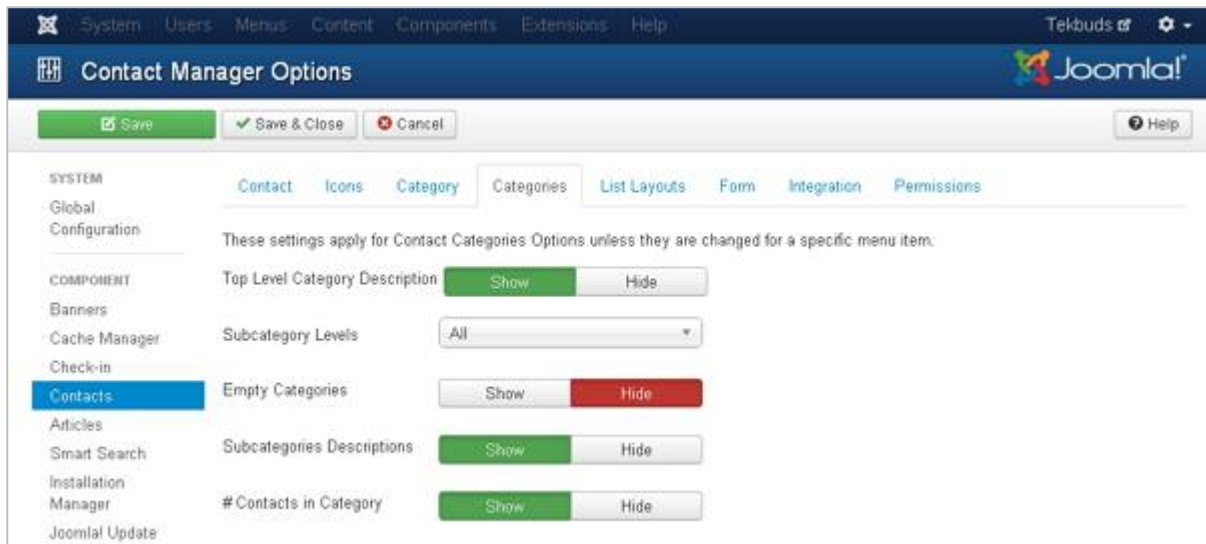 System Users Menus Content Components Extensions Help Tekbuds
Contact Manager Options Joomla!
Save Save & Close Cancel Help
SYSTEM
Global
Configuration
COMPONENT
Banners
Cache Manager
Check-in
Contacts
Articles
Smart Search
Installation
Manager
Joomla! Update
Contact Icons Category Categories List Layouts Form Integration Permissions
These settings apply for Contact Categories Options unless they are changed for a specific menu item.
Top Level Category Description Show Hide
Subcategory Levels All
Empty Categories Show Hide
Subcategories Descriptions Show Hide
# Contacts in Category Show Hide